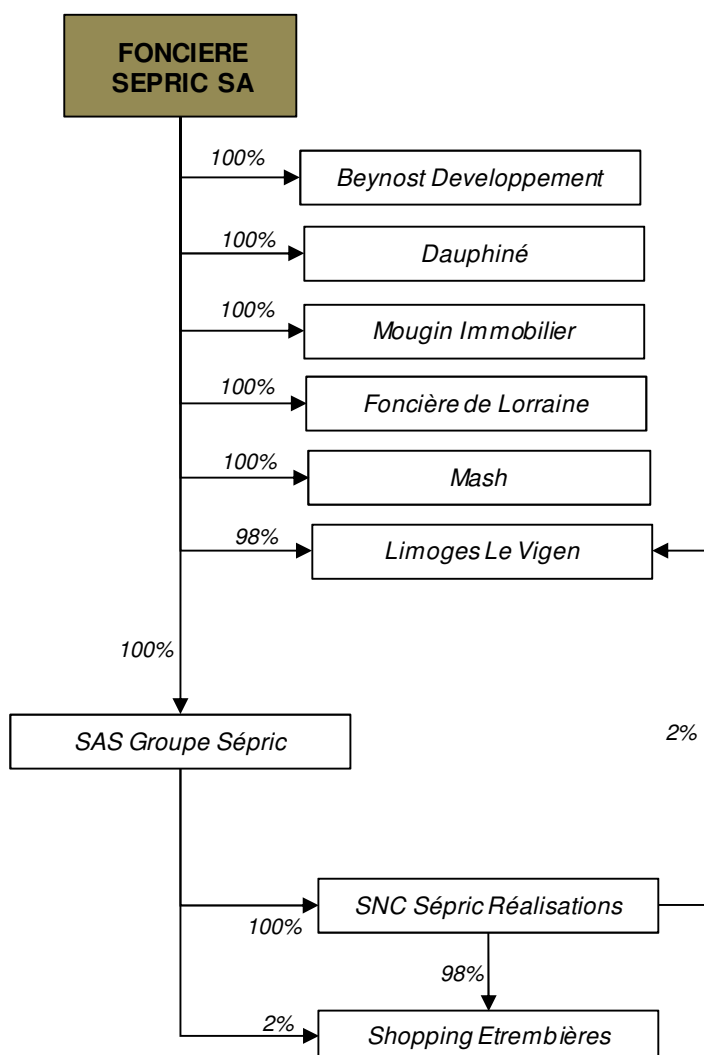 FONCIERE
SEPRIC SA
100%
Beynost Developpement
100%
Dauphiné
100%
Mougin Immobilier
100%
Foncière de Lorraine
100%
Mash
98%
Limoges Le Vigen
100%
SAS Groupe Sépric
2%
SNC Sépric Réalisations
100%
98%
2%
Shopping Etrembières